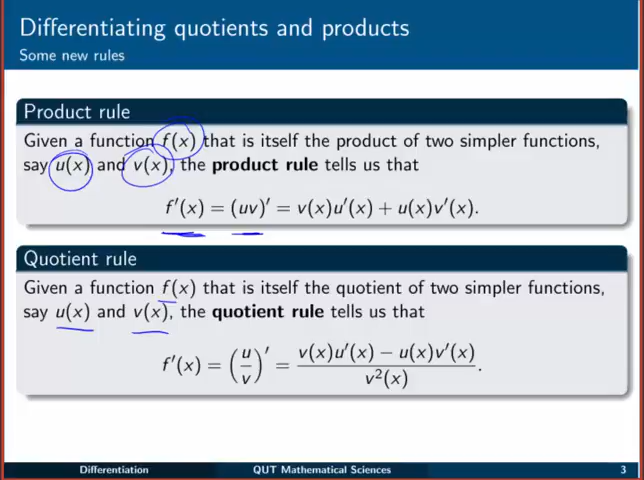 Differentiating quotients and products
Some new rules
Product rule
Given a function f(x) that is itself the product of two simpler functions,
say u(x) and v(x), the product rule tells us that
f′(x) = (uv)′ = v(x)u′(x) + u(x)v′(x).
Quotient rule
Given a function f(x) that is itself the quotient of two simpler functions,
say u(x) and v(x), the quotient rule tells us that
f′(x) = (u/v)′ = (v(x)u′(x) − u(x)v′(x))/v²(x).
Differentiation QUT Mathematical Sciences 3